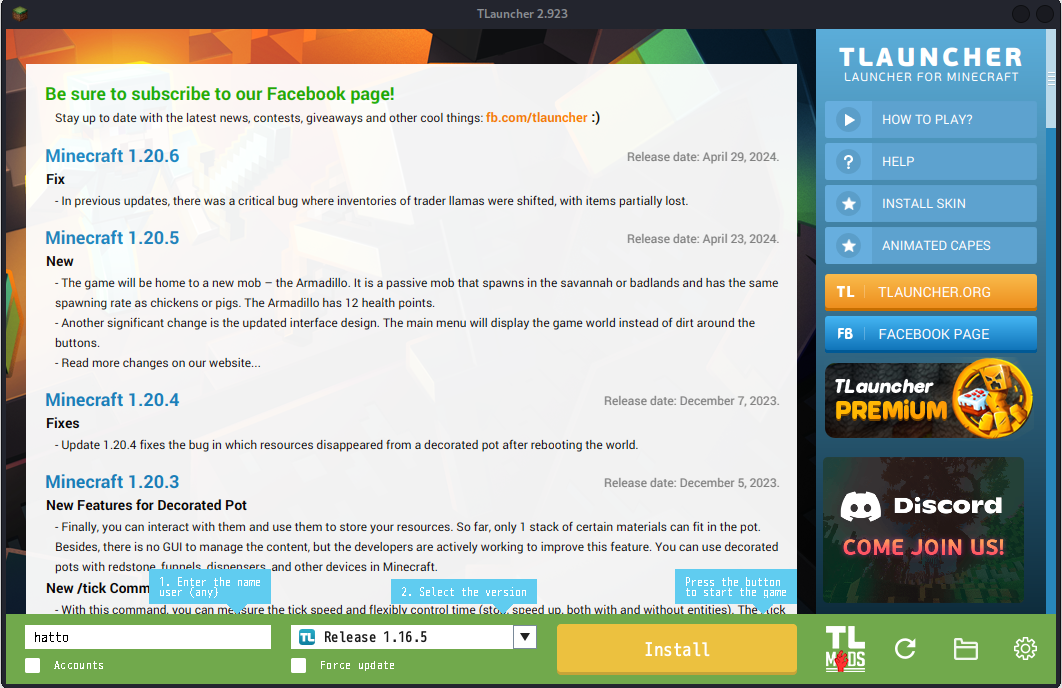 TLauncher 2.923
Be sure to subscribe to our Facebook page!
Stay up to date with the latest news, contests, giveaways and other cool things: fb.com/tlauncher :)
Minecraft 1.20.6
Release date: April 29, 2024.
Fix
- In previous updates, there was a critical bug where inventories of trader llamas were shifted, with items partially lost.
Minecraft 1.20.5
Release date: April 23, 2024.
New
- The game will be home to a new mob – the Armadillo. It is a passive mob that spawns in the savannah or badlands and has the same
spawning rate as chickens or pigs. The Armadillo has 12 health points.
- Another significant change is the updated interface design. The main menu will display the game world instead of dirt around the
buttons.
- Read more changes on our website...
Minecraft 1.20.4
Release date: December 7, 2023.
Fixes
- Update 1.20.4 fixes the bug in which resources disappeared from a decorated pot after rebooting the world.
Minecraft 1.20.3
Release date: December 5, 2023.
New Features for Decorated Pot
- Finally, you can interact with them and use them to store your resources. So far, only 1 stack of certain materials can fit in the pot.
Besides, there is no GUI to manage the content, but the developers are actively working to improve this feature. You can use decorated
pots with redstone, funnels, dispensers, and other devices in Minecraft.
New /tick Comm
- With this command, you can measure the tick speed and flexibly control time (stop, speed up, both with and without entities). The tick
TLAUNCHER
LAUNCHER FOR MINECRAFT
HOW TO PLAY?
? HELP
INSTALL SKIN
ANIMATED CAPES
TL TLAUNCHER.ORG
FB FACEBOOK PAGE
TLauncher
PREMIUM
Discord
COME JOIN US!
1. Enter the name
user (any)
2. Select the version
Press the button
to start the game
hatto
TL Release 1.16.5
Install
TL
MODS
Accounts
Force update